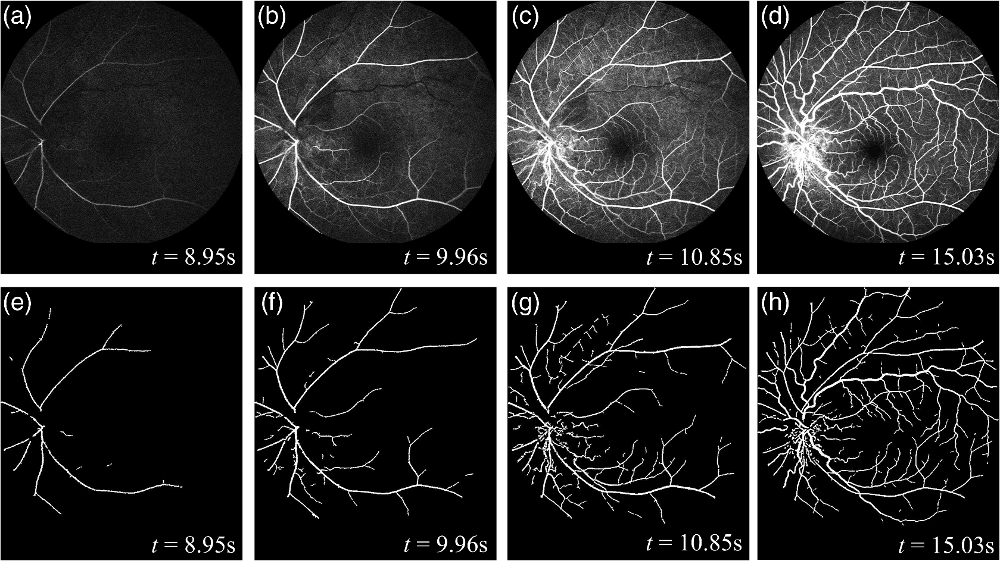 (a)
(b)
(c)
(d)
t = 8.95s
t = 9.96s
t = 10.85s
t = 15.03s
(e)
(f)
(g)
(h)
t = 8.95s
t = 9.96s
t = 10.85s
t = 15.03s